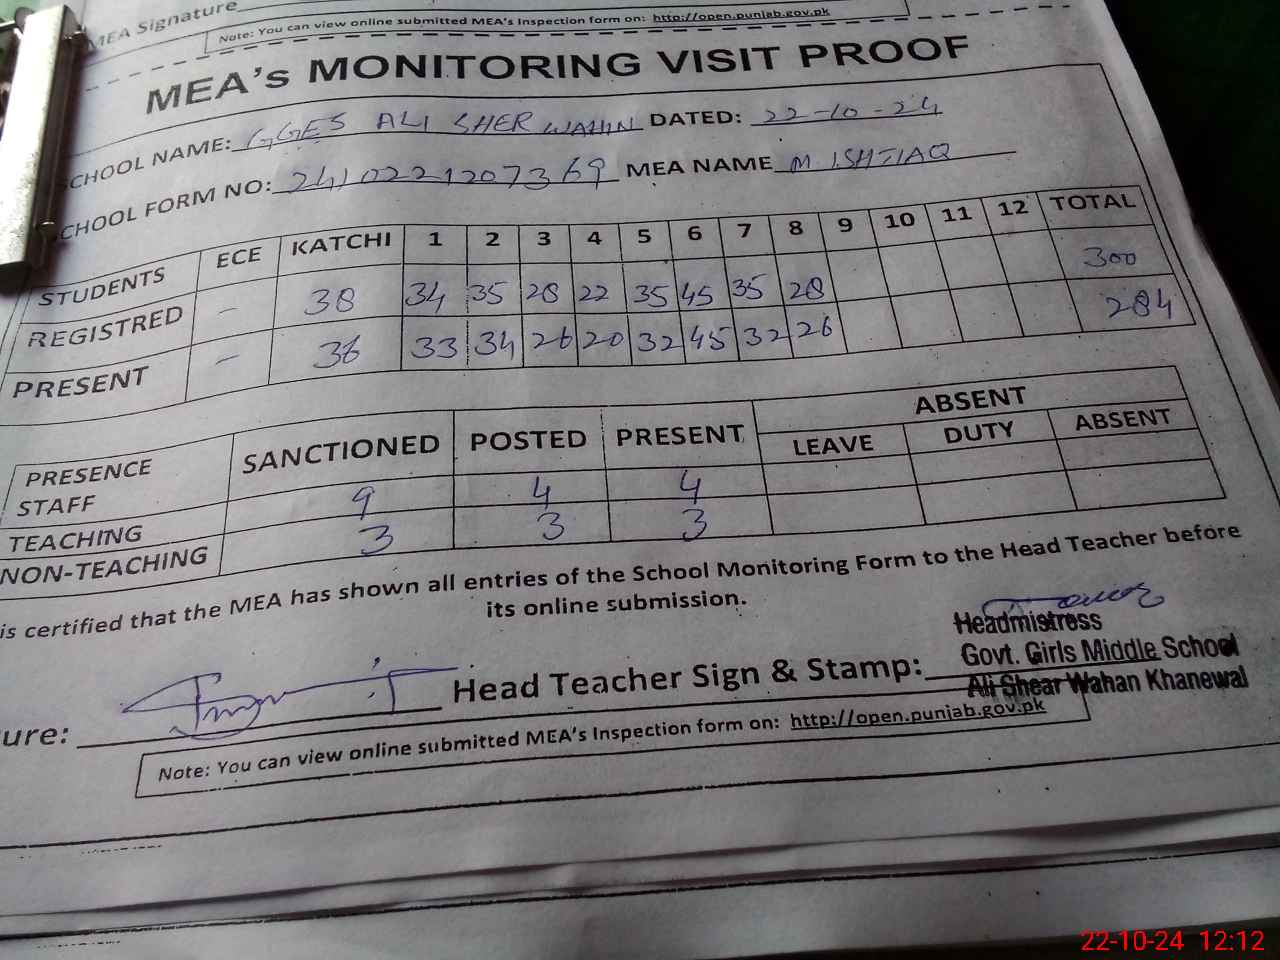 MEA Signature
Note: You can view online submitted MEA's Inspection form on: http://open.punjab.gov.pk
MEA's MONITORING VISIT PROOF
SCHOOL NAME: GGES ALI SHER WAHIN DATED: 22-10-24
SCHOOL FORM NO: 2410221207369 MEA NAME M ISHTIAQ
STUDENTS ECE KATCHI 1 2 3 4 5 6 7 8 9 10 11 12 TOTAL
REGISTRED - 38 34 35 28 22 35 45 35 28 300
PRESENT - 36 33 34 26 20 32 45 32 26 284
PRESENCE STAFF SANCTIONED POSTED PRESENT ABSENT
LEAVE DUTY ABSENT
TEACHING 9 4 4
NON-TEACHING 3 3 3
is certified that the MEA has shown all entries of the School Monitoring Form to the Head Teacher before
its online submission.
ure: Head Teacher Sign & Stamp:
Headmistress
Govt. Girls Middle School
Ali Shear Wahan Khanewal
Note: You can view online submitted MEA's Inspection form on: http://open.punjab.gov.pk
22-10-24 12:12